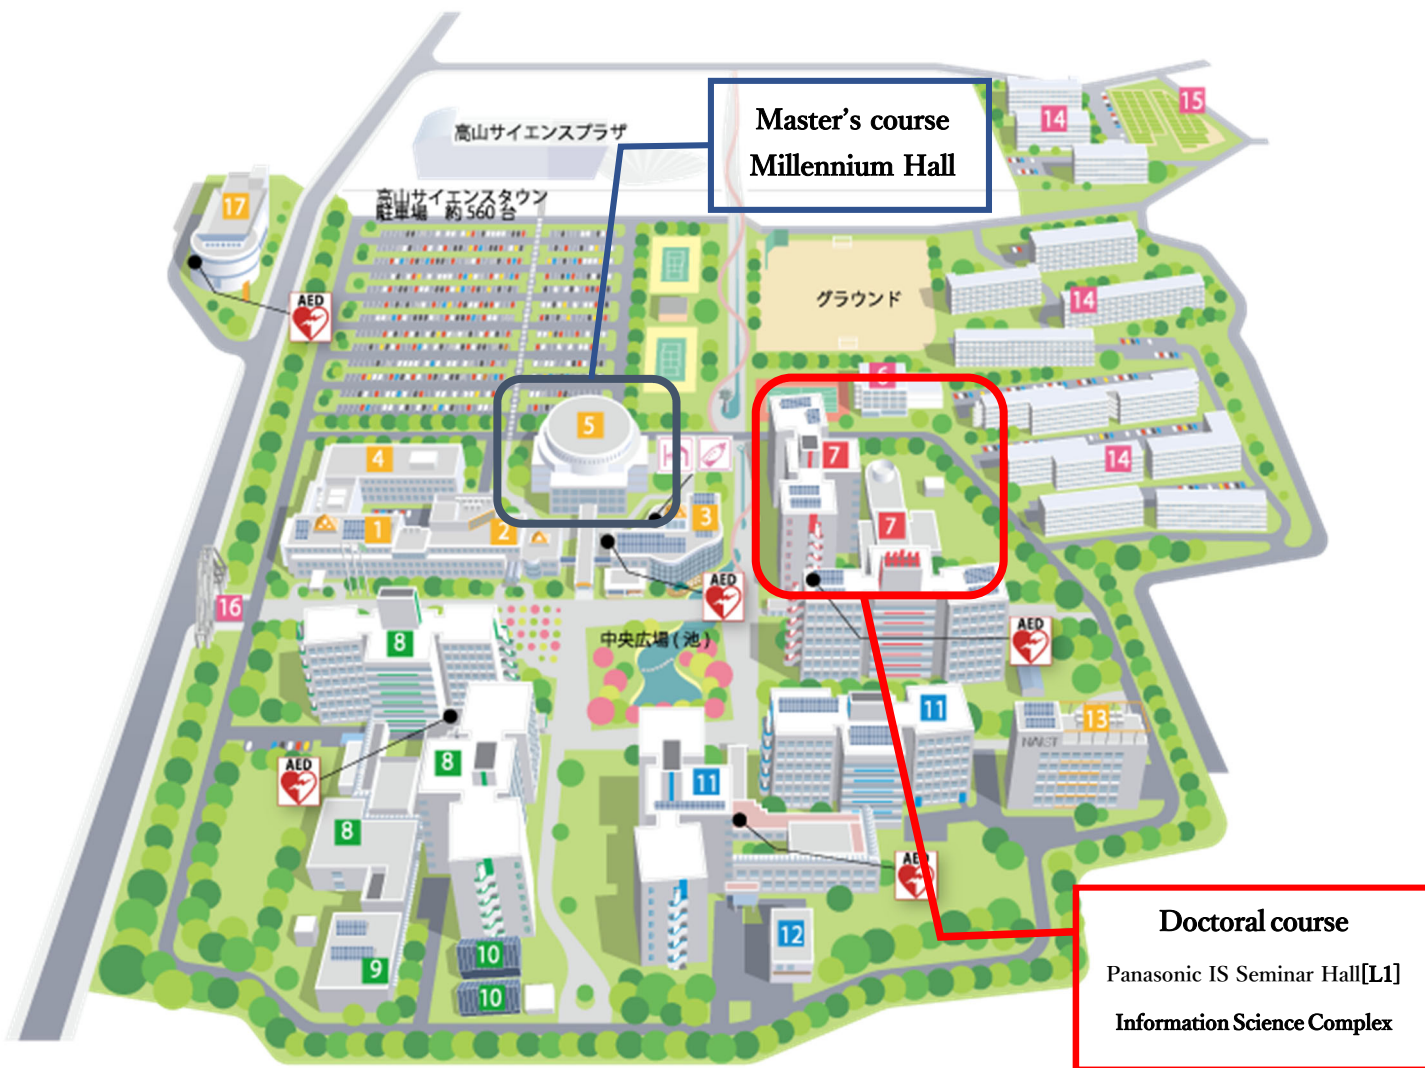 Master's course
Millennium Hall
高山サイエンスプラザ
高山サイエンスタウン
駐車場 約560台
14
15
17
AED
グラウンド
14
6
5
4
7
14
1
2
3
7
16
AED
AED
中央広場(池)
8
11
13
NAIST
AED
8
11
8
AED
12
10
9
10
Doctoral course
Panasonic IS Seminar Hall[L1]
Information Science Complex